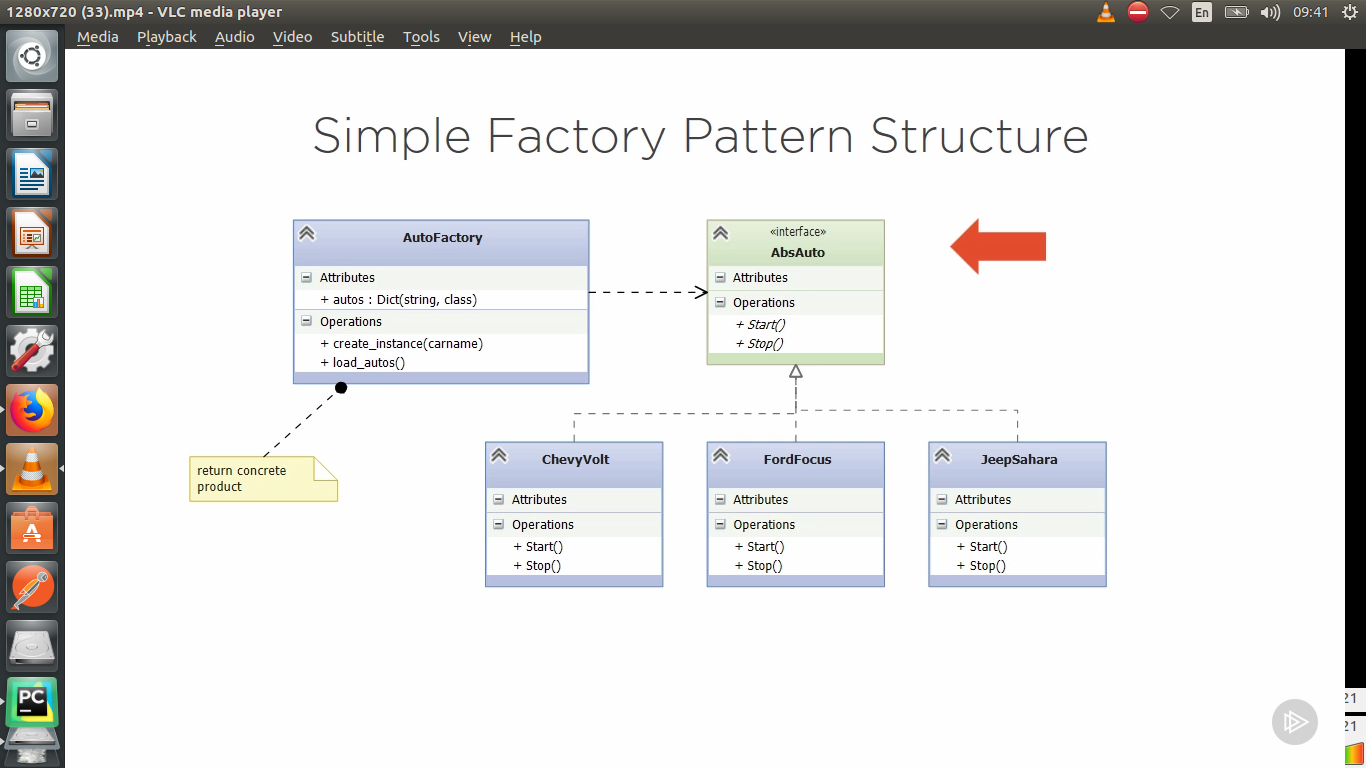 1280x720 (33).mp4 - VLC media player
En
09:41
Media Playback Audio Video Subtitle Tools View Help
Simple Factory Pattern Structure
AutoFactory
Attributes
+ autos : Dict(string, class)
Operations
+ create_instance(carname)
+ load_autos()
«interface»
AbsAuto
Attributes
Operations
+ Start()
+ Stop()
return concrete
product
ChevyVolt
Attributes
Operations
+ Start()
+ Stop()
FordFocus
Attributes
Operations
+ Start()
+ Stop()
JeepSahara
Attributes
Operations
+ Start()
+ Stop()
PC
21
21